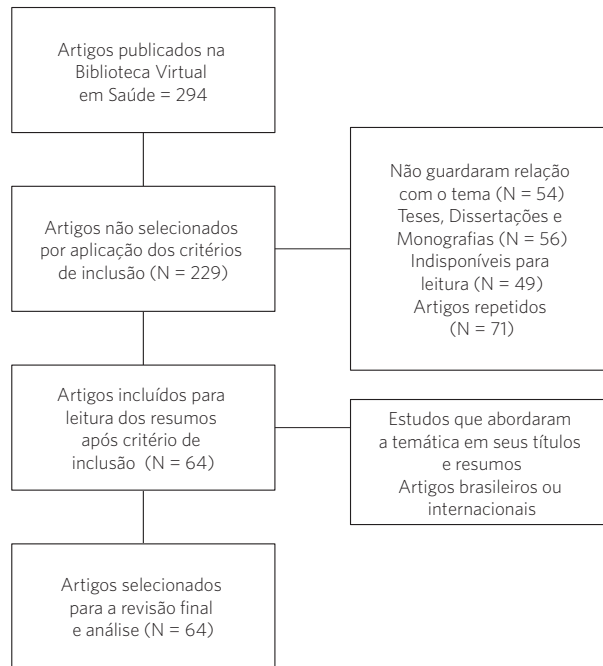 Artigos publicados na
Biblioteca Virtual
em Saúde = 294
Artigos não selecionados
por aplicação dos critérios
de inclusão (N = 229)
Não guardaram relação
com o tema (N = 54)
Teses, Dissertações e
Monografias (N = 56)
Indisponíveis para
leitura (N = 49)
Artigos repetidos
(N = 71)
Artigos incluídos para
leitura dos resumos
após critério de
inclusão (N = 64)
Estudos que abordaram
a temática em seus títulos
e resumos
Artigos brasileiros ou
internacionais
Artigos selecionados
para a revisão final
e análise (N = 64)